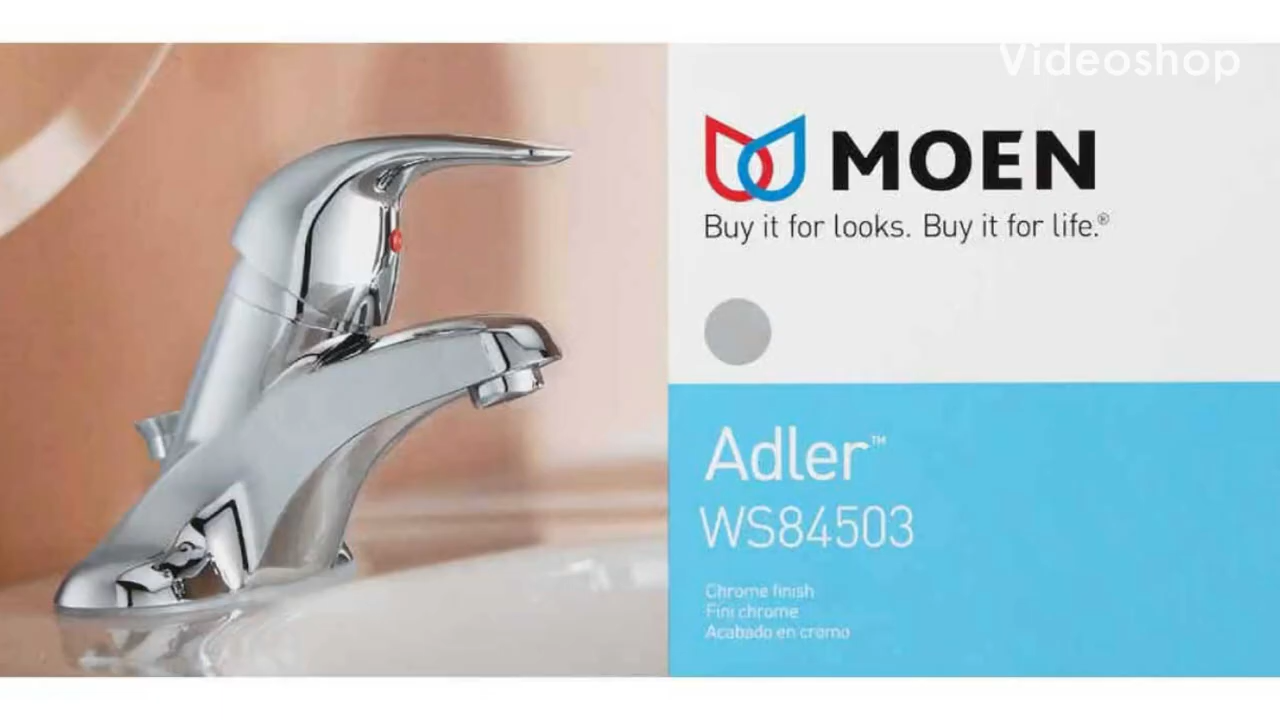 Videoshop
MOEN
Buy it for looks. Buy it for life.®
Adler™
WS84503
Chrome finish
Fini chrome
Acabado en cromo